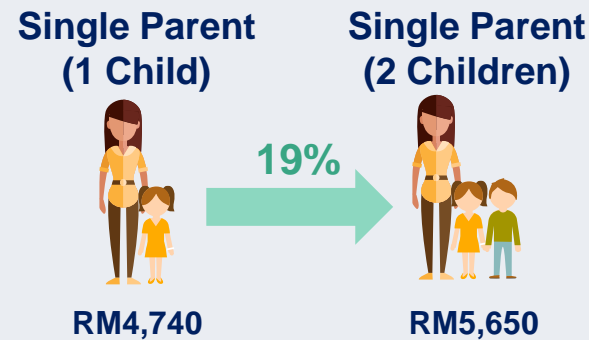 Single Parent
(1 Child)
Single Parent
(2 Children)
19%
RM4,740
RM5,650